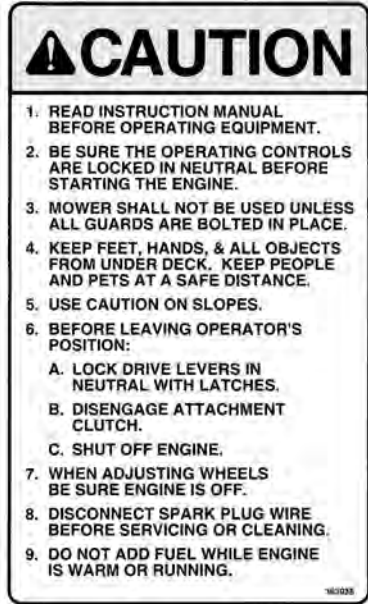 CAUTION
1. READ INSTRUCTION MANUAL
BEFORE OPERATING EQUIPMENT.
2. BE SURE THE OPERATING CONTROLS
ARE LOCKED IN NEUTRAL BEFORE
STARTING THE ENGINE.
3. MOWER SHALL NOT BE USED UNLESS
ALL GUARDS ARE BOLTED IN PLACE.
4. KEEP FEET, HANDS, & ALL OBJECTS
FROM UNDER DECK. KEEP PEOPLE
AND PETS AT A SAFE DISTANCE.
5. USE CAUTION ON SLOPES.
6. BEFORE LEAVING OPERATOR'S
POSITION:
A. LOCK DRIVE LEVERS IN
NEUTRAL WITH LATCHES.
B. DISENGAGE ATTACHMENT
CLUTCH.
C. SHUT OFF ENGINE.
7. WHEN ADJUSTING WHEELS
BE SURE ENGINE IS OFF.
8. DISCONNECT SPARK PLUG WIRE
BEFORE SERVICING OR CLEANING.
9. DO NOT ADD FUEL WHILE ENGINE
IS WARM OR RUNNING.